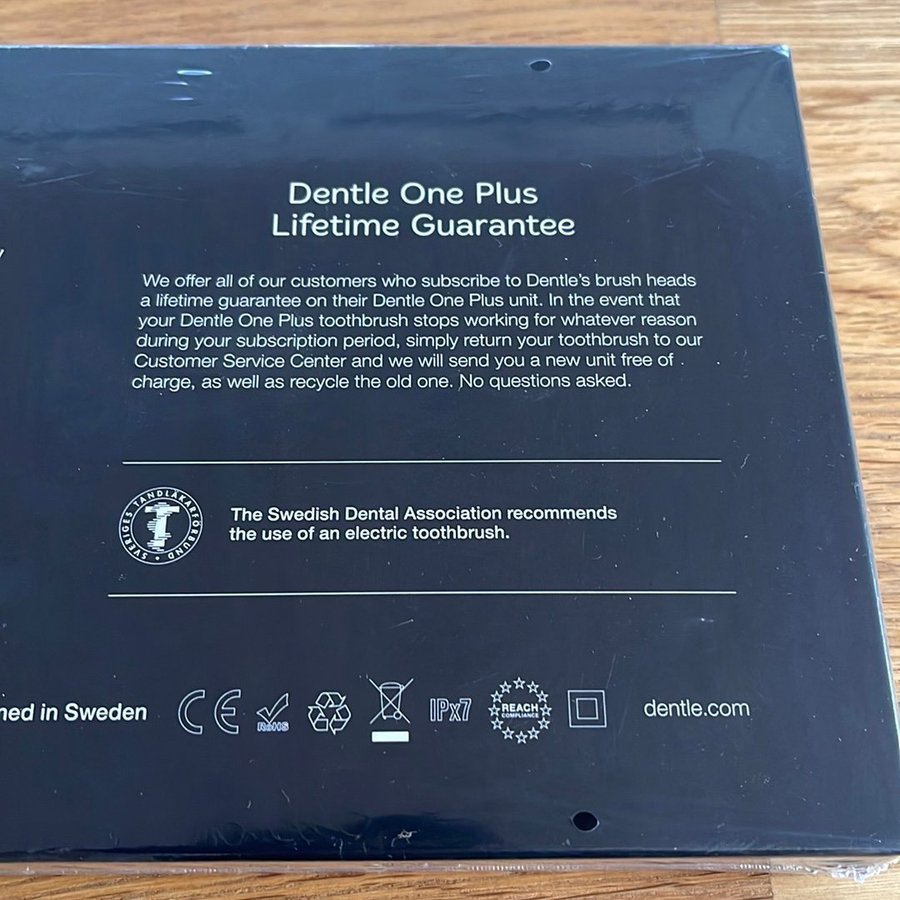 Dentle One Plus
Lifetime Guarantee
We offer all of our customers who subscribe to Dentle's brush heads
a lifetime guarantee on their Dentle One Plus unit. In the event that
your Dentle One Plus toothbrush stops working for whatever reason
during your subscription period, simply return your toothbrush to our
Customer Service Center and we will send you a new unit free of
charge, as well as recycle the old one. No questions asked.
SVERIGES TANDLÄKARFÖRBUND
The Swedish Dental Association recommends
the use of an electric toothbrush.
ned in Sweden CE RoHS IPx7 REACH COMPLIANCE dentle.com